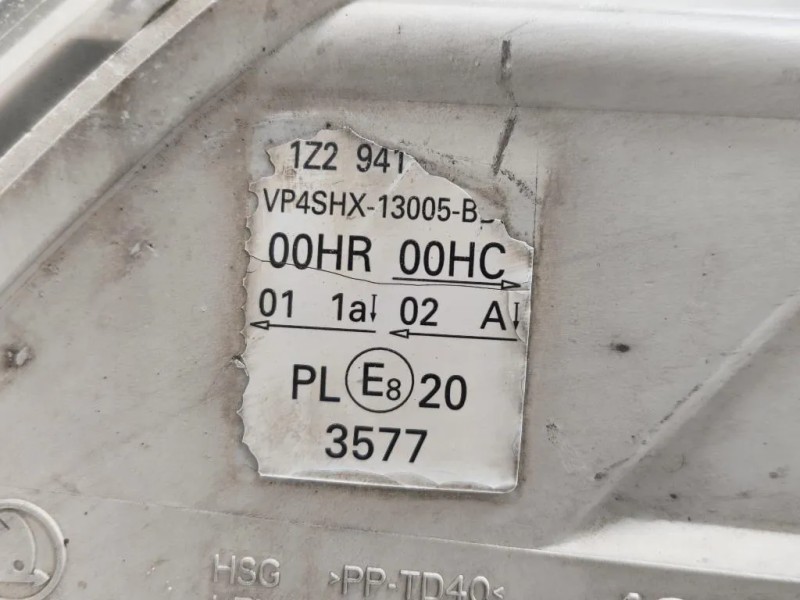 1Z2 941
VP4SHX-13005-B
00HR 00HC
01 1a 02 A
PL E8 20
3577
HSG >PP-TD40<